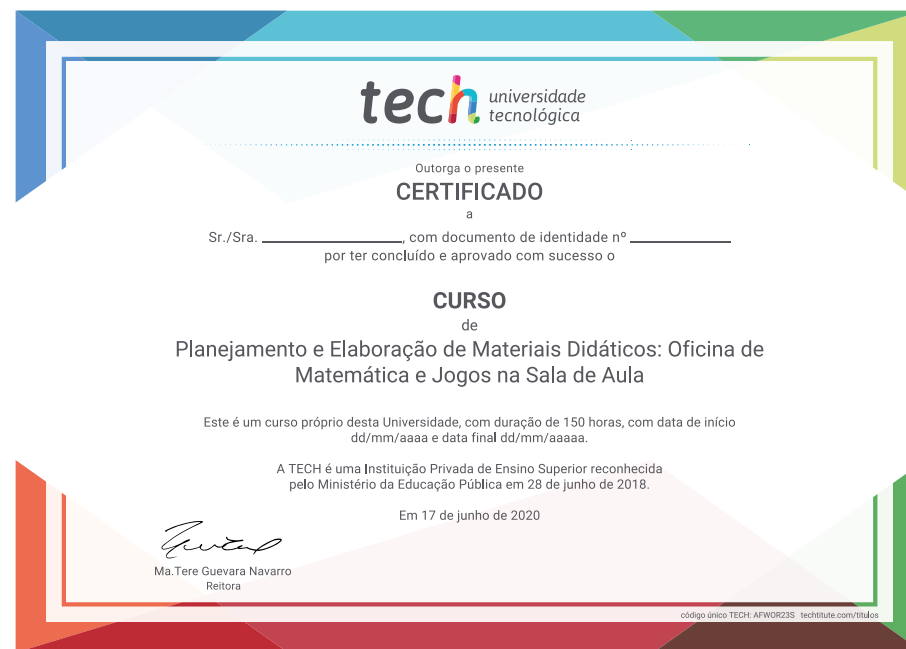 tech universidade
tecnológica
Outorga o presente
CERTIFICADO
a
Sr./Sra. ____________, com documento de identidade nº ____________
por ter concluído e aprovado com sucesso o
CURSO
de
Planejamento e Elaboração de Materiais Didáticos: Oficina de
Matemática e Jogos na Sala de Aula
Este é um curso próprio desta Universidade, com duração de 150 horas, com data de início
dd/mm/aaaa e data final dd/mm/aaaaa.
A TECH é uma Instituição Privada de Ensino Superior reconhecida
pelo Ministério da Educação Pública em 28 de junho de 2018.
Em 17 de junho de 2020
Ma.Tere Guevara Navarro
Reitora
código único TECH: AFWOR23S techtitute.com/titulos